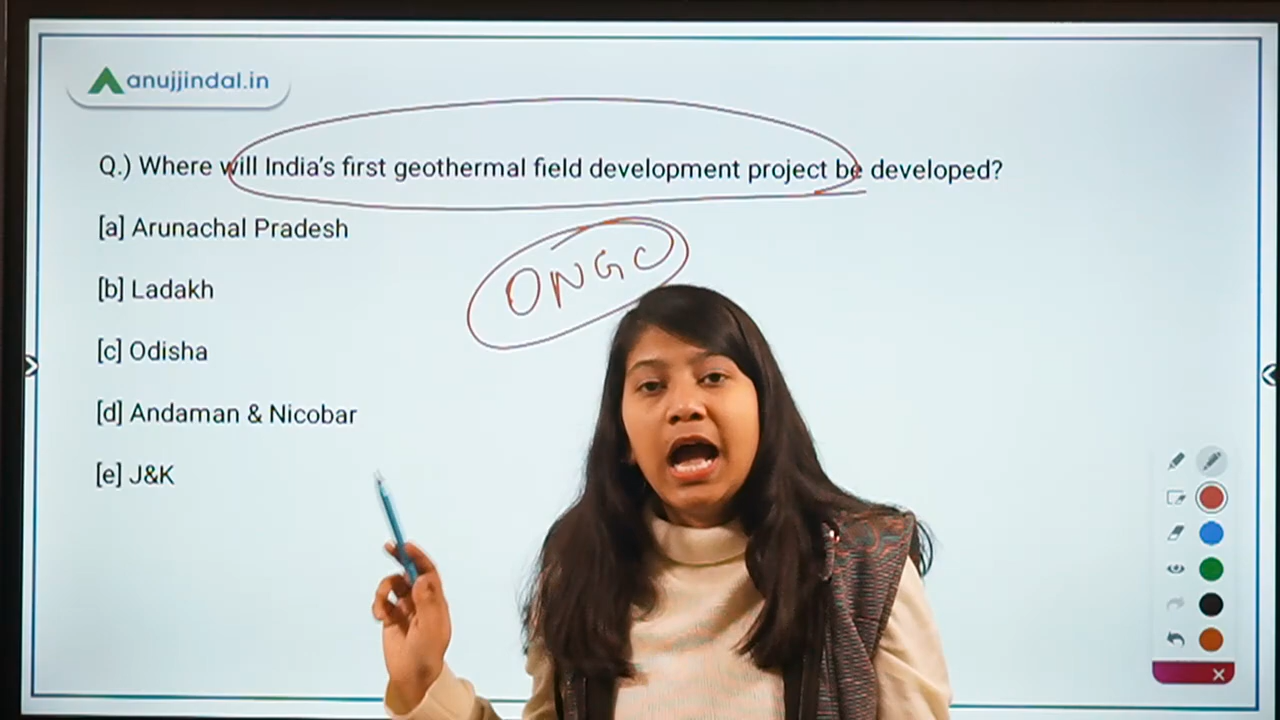 anujjindal.in
Q.) Where will India's first geothermal field development project be developed?
[a] Arunachal Pradesh
ONGC
[b] Ladakh
[c] Odisha
[d] Andaman & Nicobar
[e] J&K